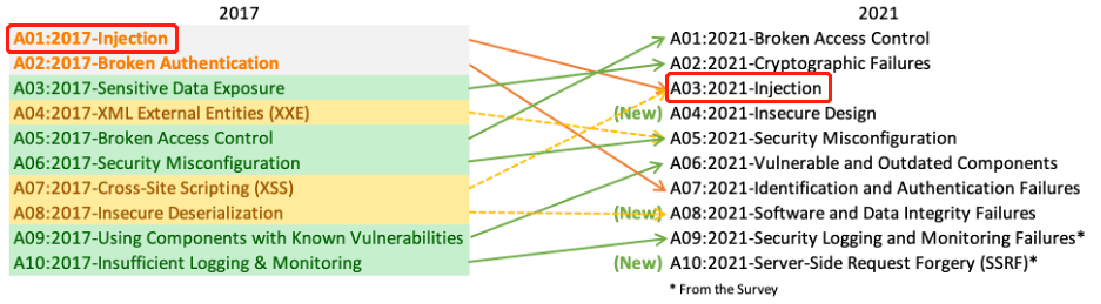 2017
2021
A01:2017-Injection
A02:2017-Broken Authentication
A03:2017-Sensitive Data Exposure
A04:2017-XML External Entities (XXE)
A05:2017-Broken Access Control
A06:2017-Security Misconfiguration
A07:2017-Cross-Site Scripting (XSS)
A08:2017-Insecure Deserialization
A09:2017-Using Components with Known Vulnerabilities
A10:2017-Insufficient Logging & Monitoring
A01:2021-Broken Access Control
A02:2021-Cryptographic Failures
A03:2021-Injection
(New) A04:2021-Insecure Design
A05:2021-Security Misconfiguration
A06:2021-Vulnerable and Outdated Components
A07:2021-Identification and Authentication Failures
(New) A08:2021-Software and Data Integrity Failures
A09:2021-Security Logging and Monitoring Failures*
(New) A10:2021-Server-Side Request Forgery (SSRF)*
* From the Survey